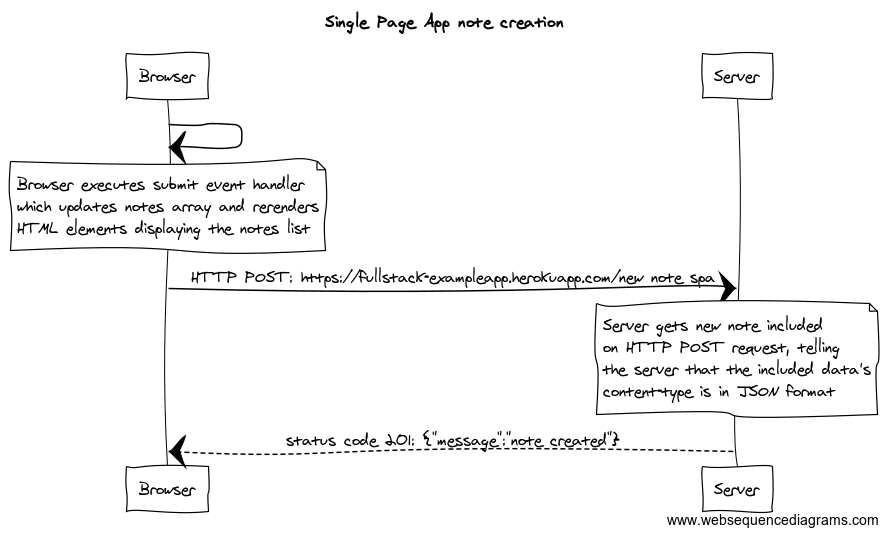 Single Page App note creation
Browser
Server
Browser executes submit event handler
which updates notes array and rerenders
HTML elements displaying the notes list
HTTP POST: https://fullstack-exampleapp.herokuapp.com/new_note_spa
Server gets new note included
on HTTP POST request, telling
the server that the included data's
content-type is in JSON format
status code 201: {"message":"note created"}
Browser
Server
www.websequencediagrams.com